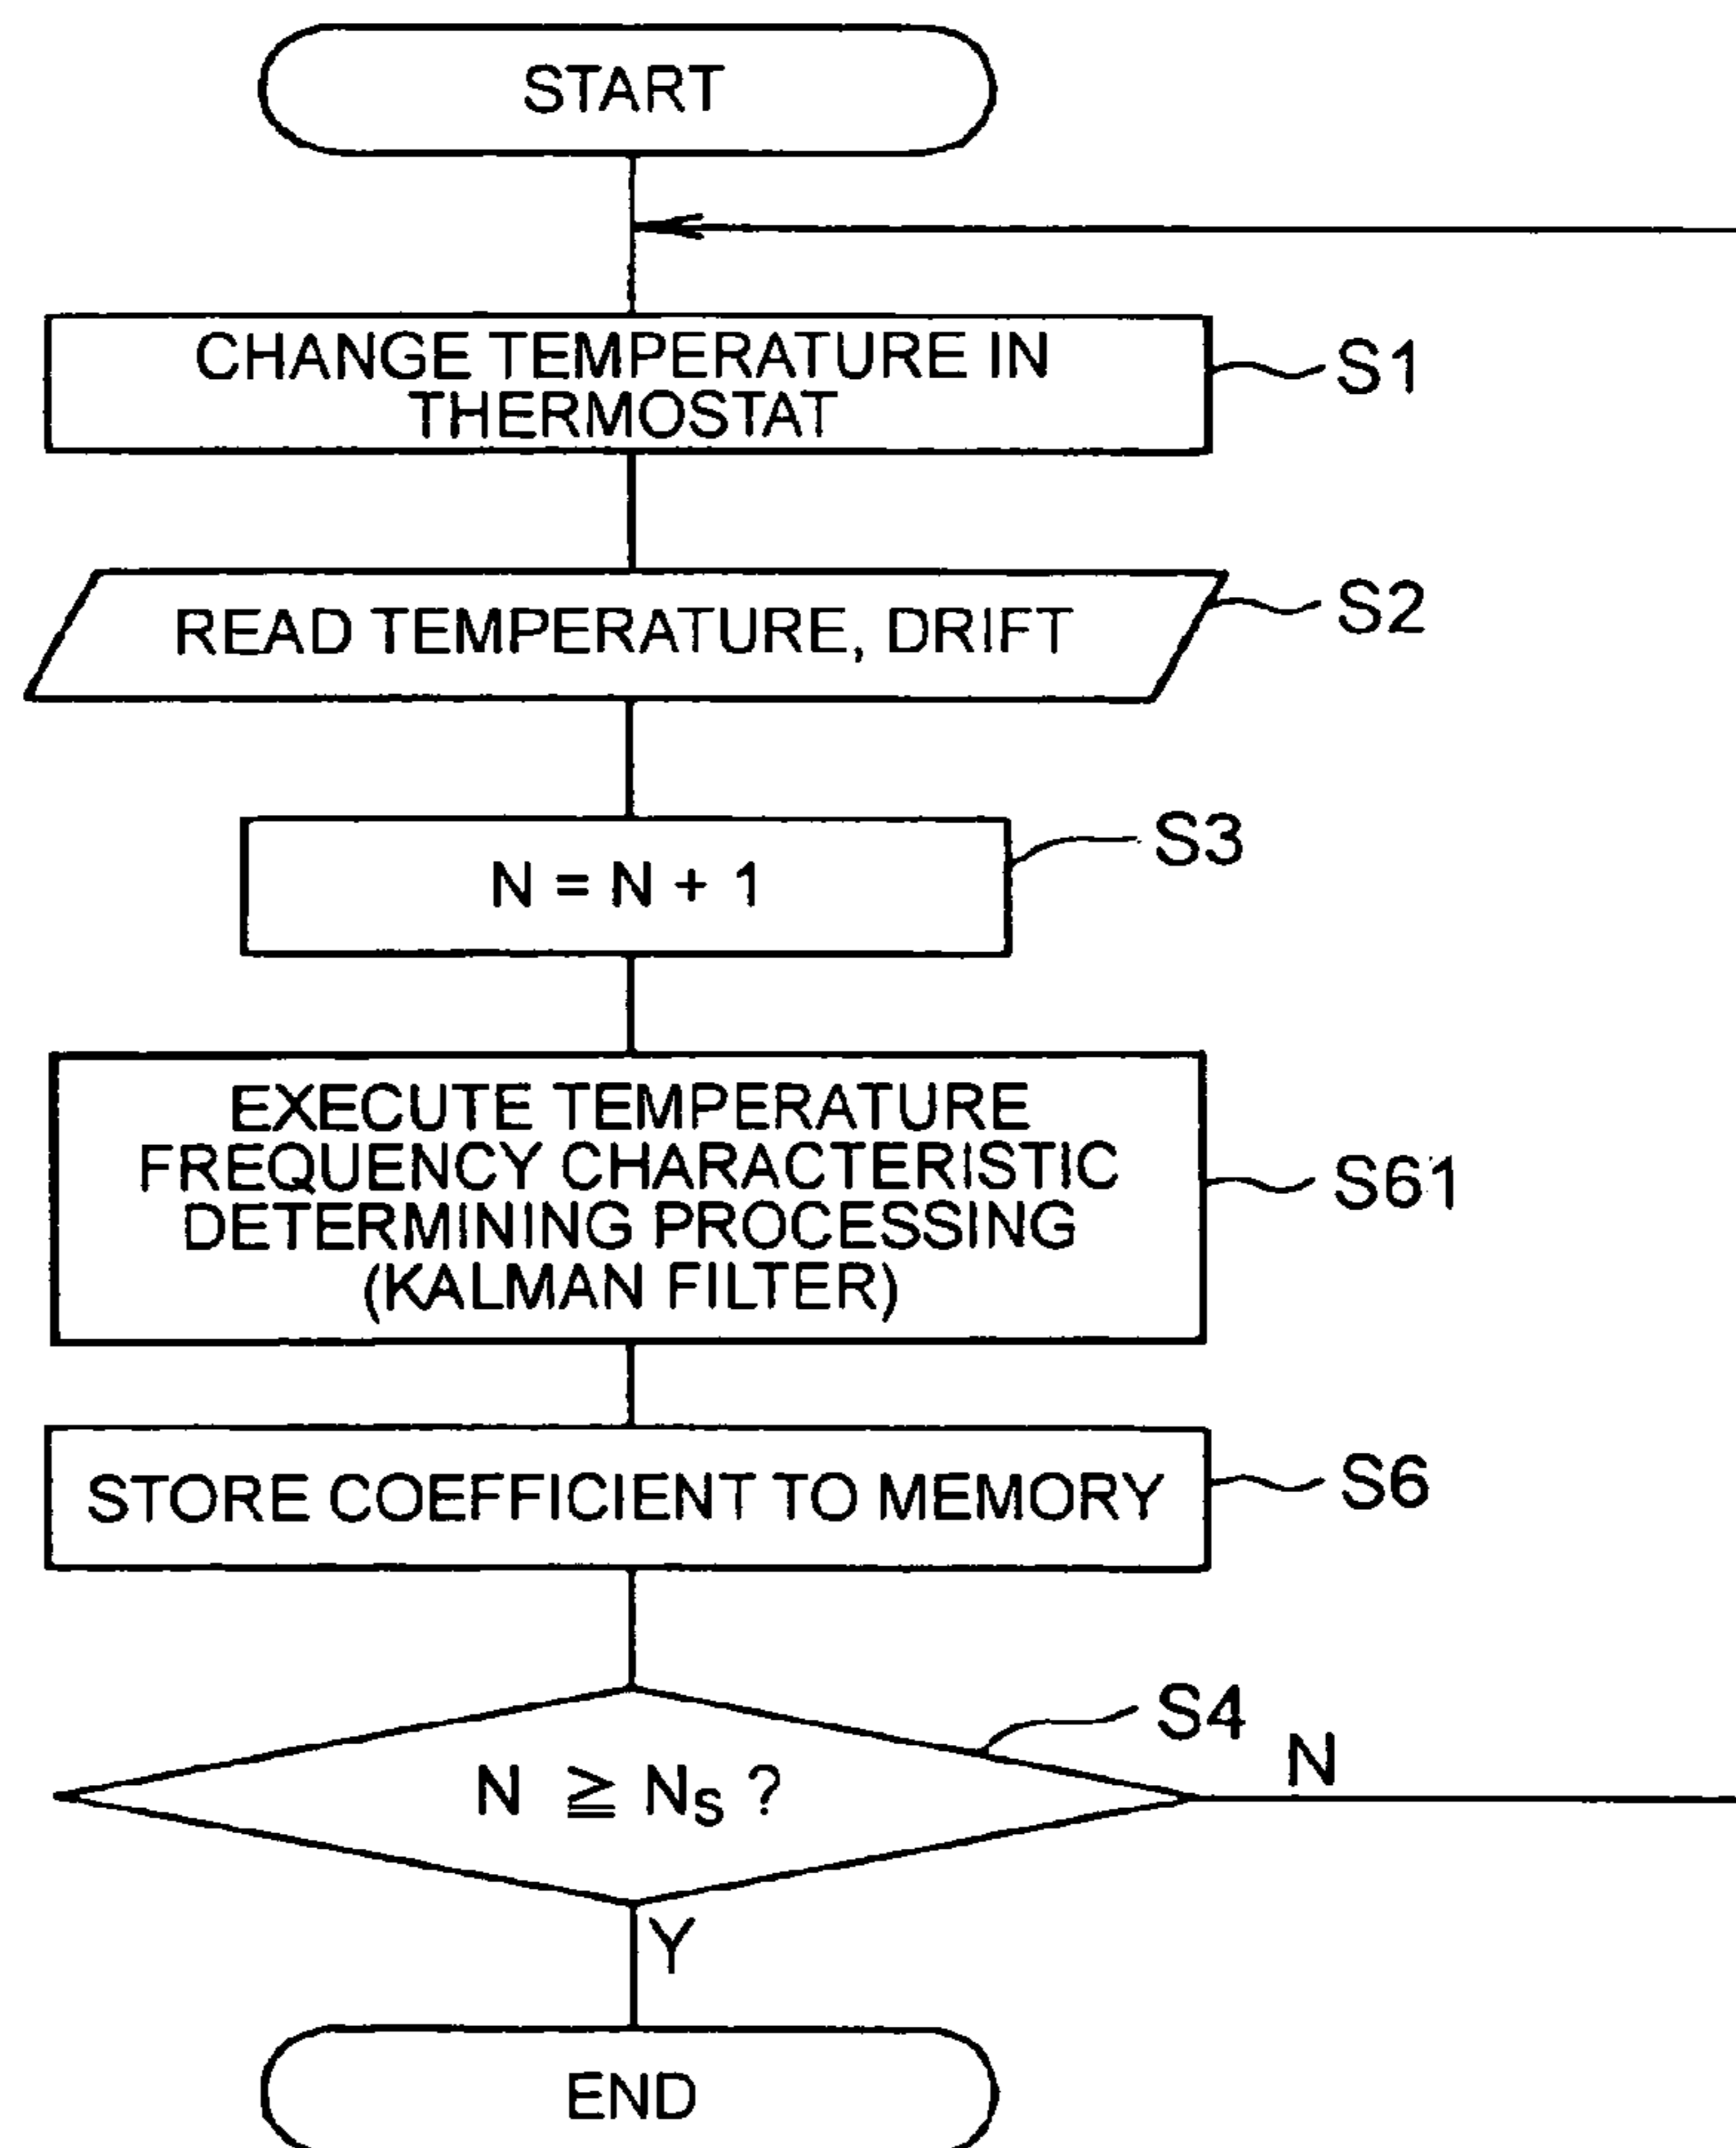 START
CHANGE TEMPERATURE IN
THERMOSTAT
S1
READ TEMPERATURE, DRIFT
S2
N = N + 1
S3
EXECUTE TEMPERATURE
FREQUENCY CHARACTERISTIC
DETERMINING PROCESSING
(KALMAN FILTER)
S61
STORE COEFFICIENT TO MEMORY
S6
N ≧ NS ?
S4
N
Y
END